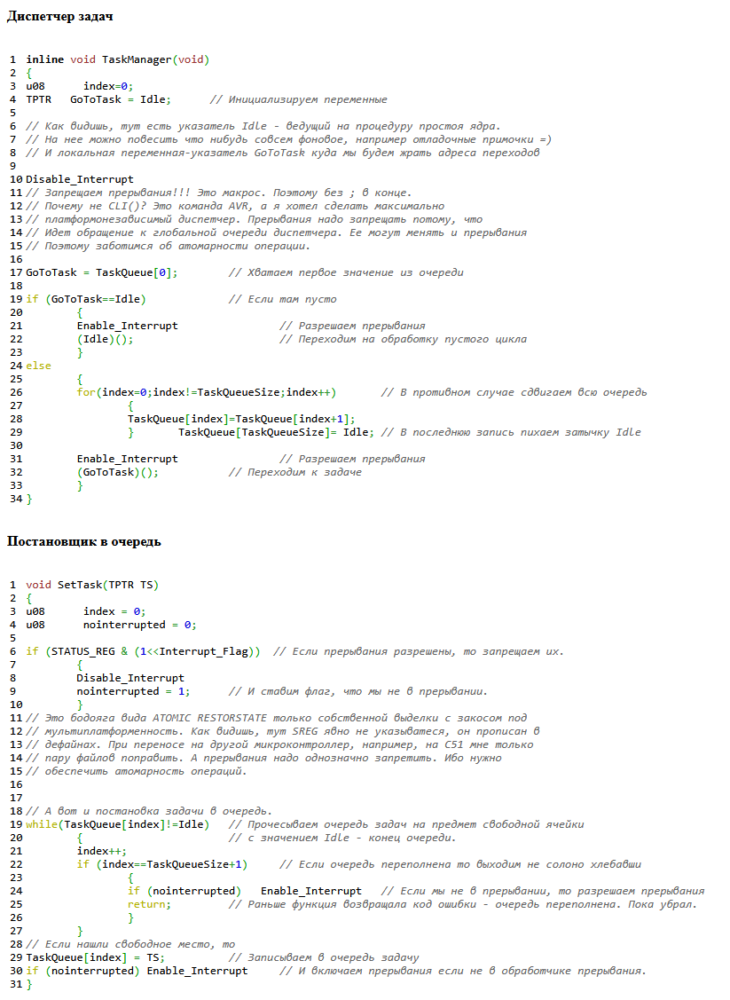 Диспетчер задач
1 inline void TaskManager(void)
2 {
3 u08      index=0;
4 TPTR   GoToTask = Idle;      // Инициализируем переменные
5
6 // Как видишь, тут есть указатель Idle - ведущий на процедуру простоя ядра.
7 // На нее можно повесить что нибудь совсем фоновое, например отладочные примочки =)
8 // И локальная переменная-указатель GoToTask куда мы будем жрать адреса переходов
9
10 Disable_Interrupt
11 // Запрещаем прерывания!!! Это макрос. Поэтому без ; в конце.
12 // Почему не CLI()? Это команда AVR, а я хотел сделать максимально
13 // платформонезависимый диспетчер. Прерывания надо запрещать потому, что
14 // Идет обращение к глобальной очереди диспетчера. Ее могут менять и прерывания
15 // Поэтому заботимся об атомарности операции.
16
17 GoToTask = TaskQueue[0];        // Хватаем первое значение из очереди
18
19 if (GoToTask==Idle)             // Если там пусто
20         {
21         Enable_Interrupt                // Разрешаем прерывания
22         (Idle)();                       // Переходим на обработку пустого цикла
23         }
24 else
25         {
26         for(index=0;index!=TaskQueueSize;index++)       // В противном случае сдвигаем всю очередь
27                 {
28                 TaskQueue[index]=TaskQueue[index+1];
29                 }       TaskQueue[TaskQueueSize]= Idle; // В последнюю запись пихаем затычку Idle
30
31         Enable_Interrupt                // Разрешаем прерывания
32         (GoToTask)();           // Переходим к задаче
33         }
34 }
Постановщик в очередь
1 void SetTask(TPTR TS)
2 {
3 u08      index = 0;
4 u08      nointerrupted = 0;
5
6 if (STATUS_REG & (1<<Interrupt_Flag))  // Если прерывания разрешены, то запрещаем их.
7         {
8         Disable_Interrupt
9         nointerrupted = 1;      // И ставим флаг, что мы не в прерывании.
10         }
11 // Это бодояга вида ATOMIC RESTORSTATE только собственной выделки с закосом под
12 // мультиплатформенность. Как видишь, тут SREG явно не указыватеся, он прописан в
13 // дефайнах. При переносе на другой микроконтроллер, например, на С51 мне только
14 // пару файлов поправить. А прерывания надо однозначно запретить. Ибо нужно
15 // обеспечить атомарность операций.
16
17
18 // А вот и постановка задачи в очередь.
19 while(TaskQueue[index]!=Idle)   // Прочесываем очередь задач на предмет свободной ячейки
20         {                       // с значением Idle - конец очереди.
21         index++;
22         if (index==TaskQueueSize+1)     // Если очередь переполнена то выходим не солоно хлебавши
23                 {
24                 if (nointerrupted)   Enable_Interrupt   // Если мы не в прерывании, то разрешаем прерывания
25                 return;         // Раньше функция возвращала код ошибки - очередь переполнена. Пока убрал.
26                 }
27         }
28 // Если нашли свободное место, то
29 TaskQueue[index] = TS;          // Записываем в очередь задачу
30 if (nointerrupted) Enable_Interrupt     // И включаем прерывания если не в обработчике прерывания.
31 }